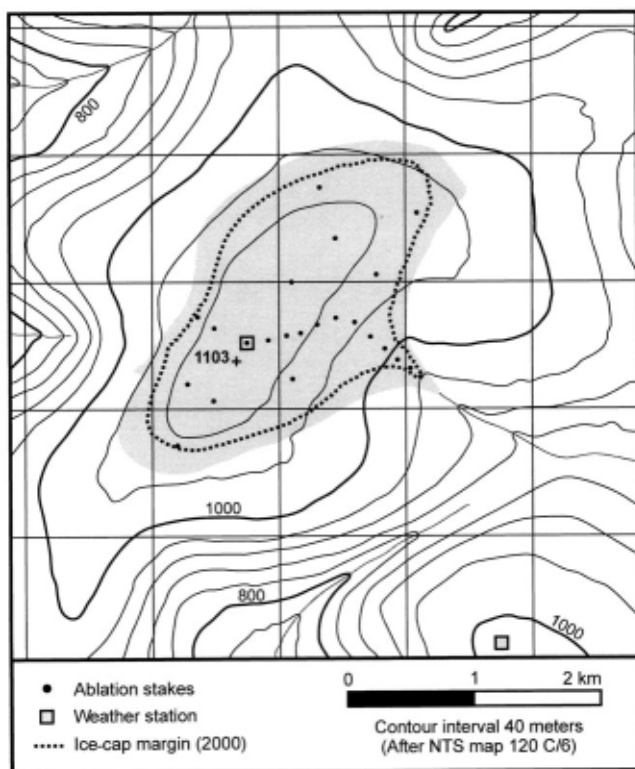 800
1103
1000
800
1000
Ablation stakes
Weather station
Ice-cap margin (2000)
0 1 2 km
Contour interval 40 meters
(After NTS map 120 C/6)